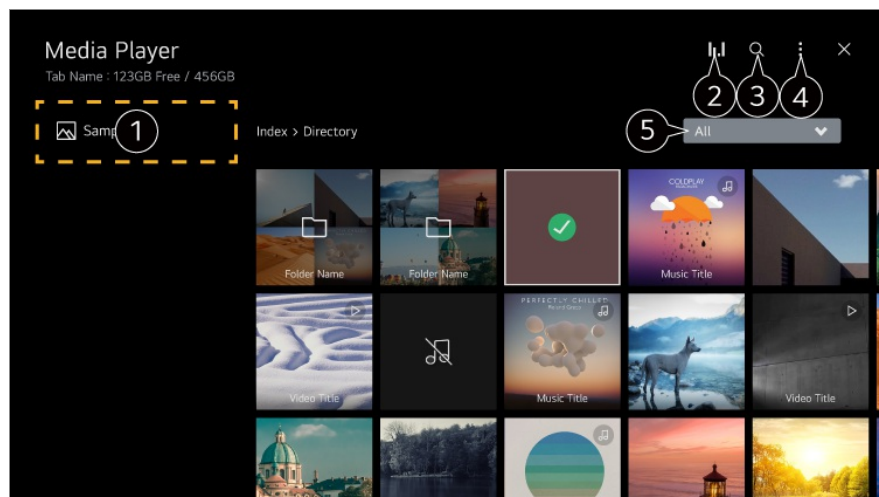 Media Player
Tab Name : 123GB Free / 456GB
2
3
4
1
Index > Directory
5
All
Folder Name
Folder Name
COLDPLAY
Music Title
Video Title
PERFECTLY CHILLED
Music Title
Video Title